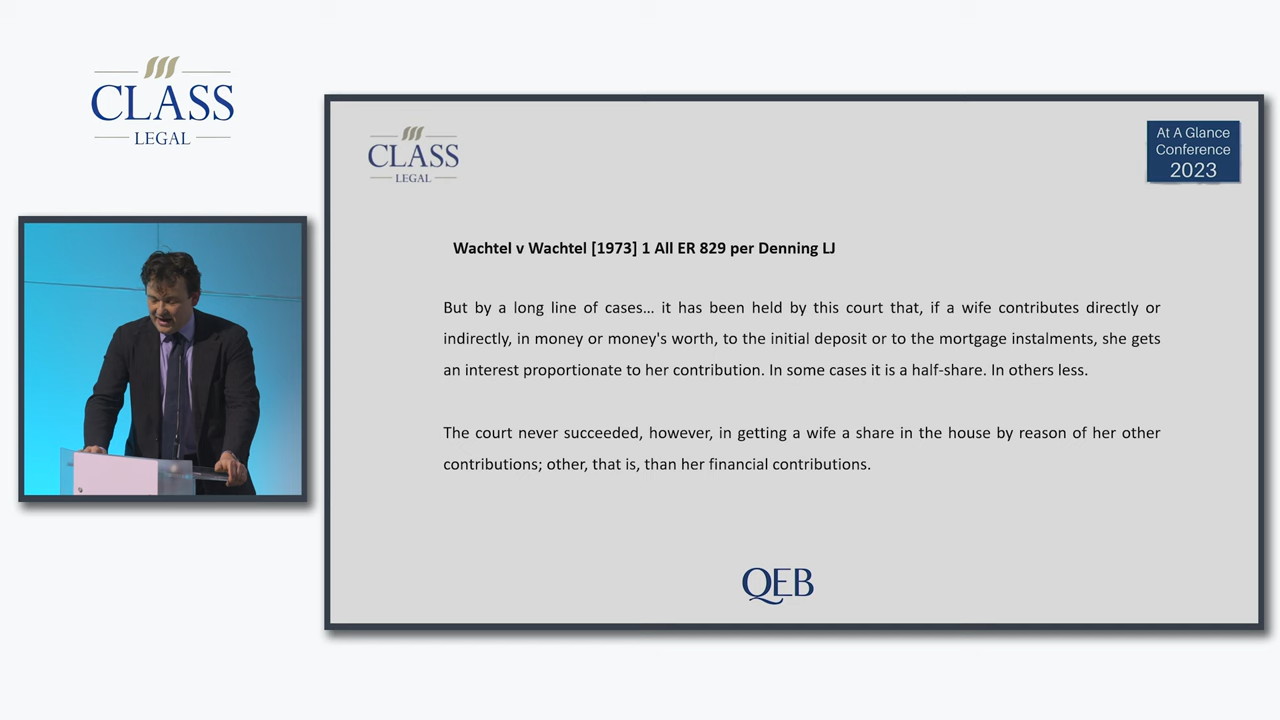 CLASS
LEGAL
CLASS
LEGAL
At A Glance
Conference
2023
Wachtel v Wachtel [1973] 1 All ER 829 per Denning LJ
But by a long line of cases… it has been held by this court that, if a wife contributes directly or
indirectly, in money or money's worth, to the initial deposit or to the mortgage instalments, she gets
an interest proportionate to her contribution. In some cases it is a half-share. In others less.
The court never succeeded, however, in getting a wife a share in the house by reason of her other
contributions; other, that is, than her financial contributions.
QEB